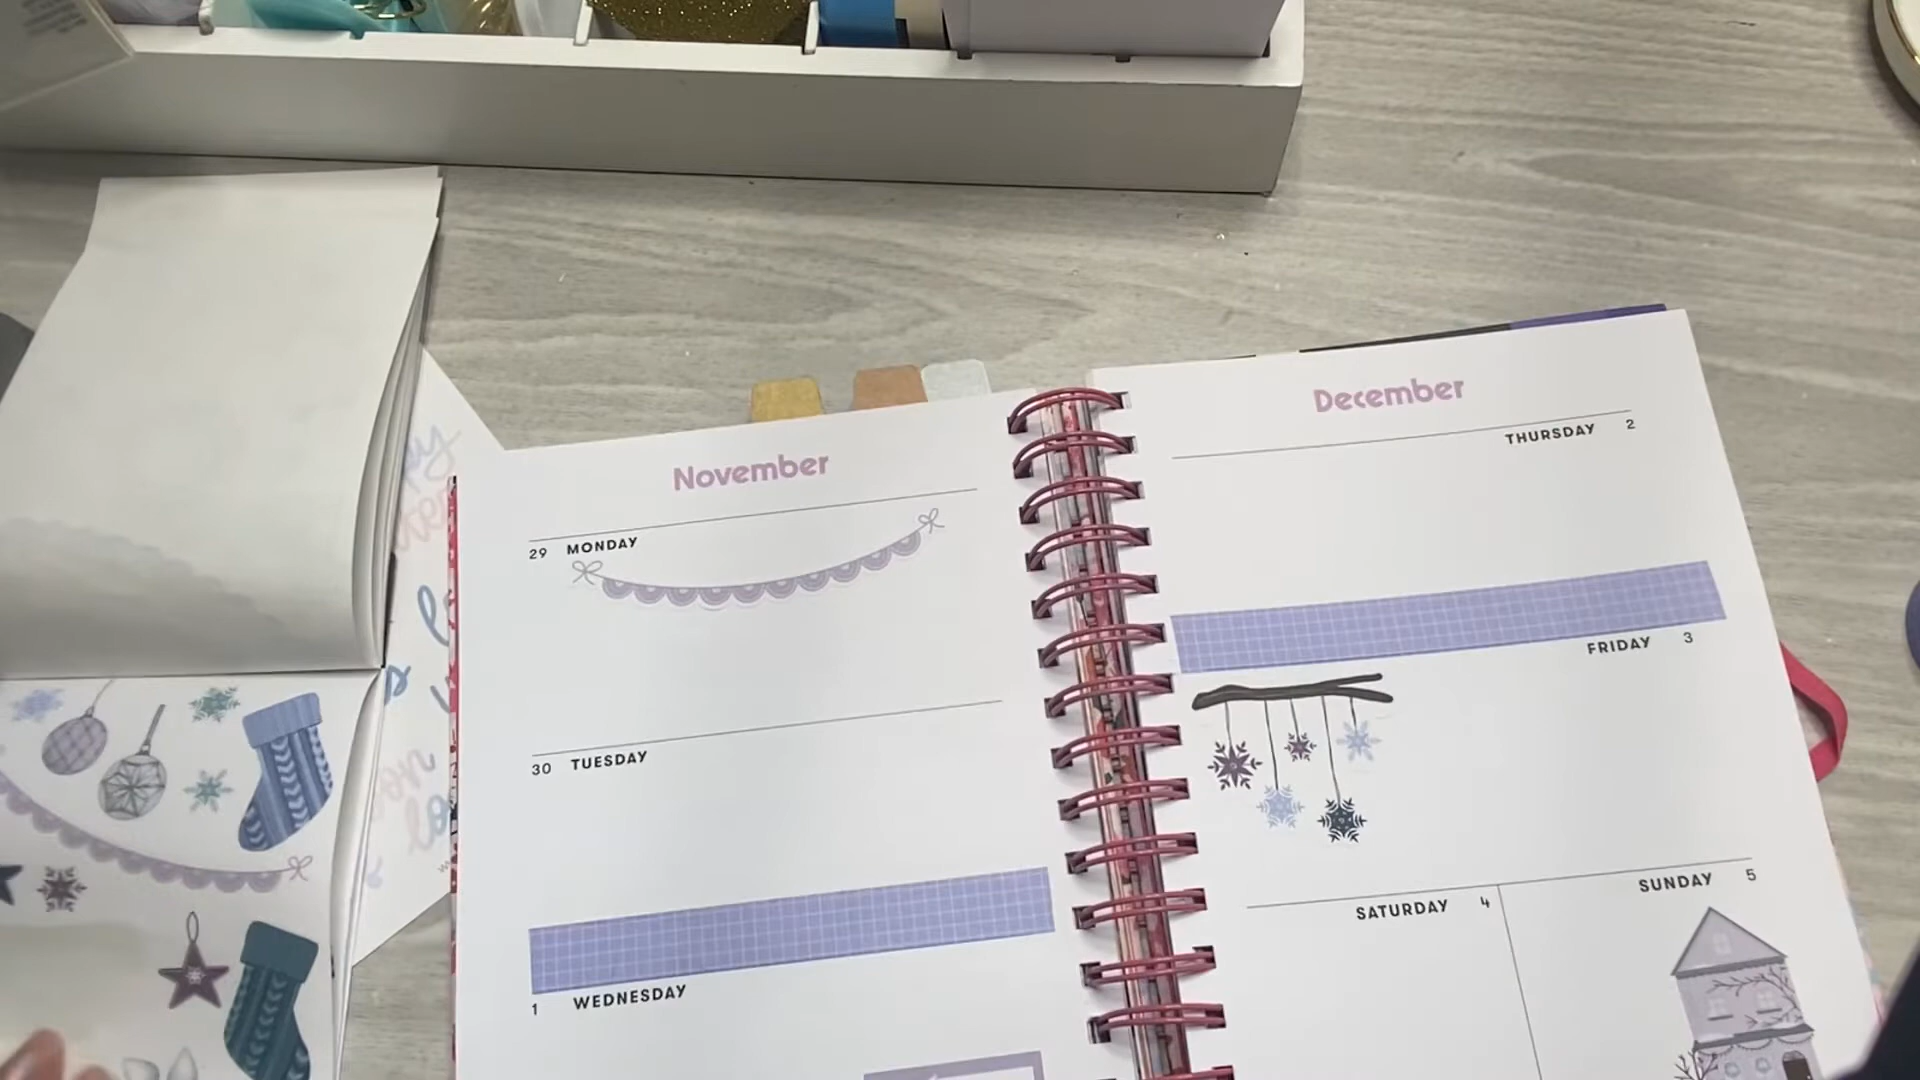 November
29 MONDAY
30 TUESDAY
1 WEDNESDAY
December
THURSDAY 2
FRIDAY 3
SATURDAY 4
SUNDAY 5